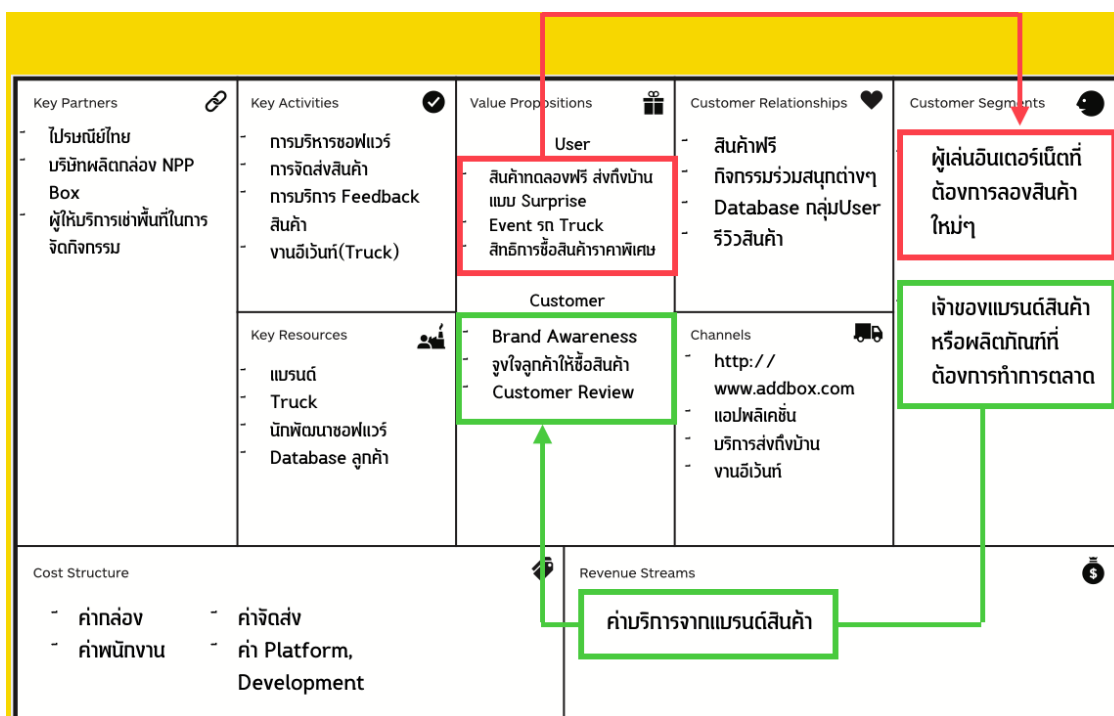 Key Partners
- ไปรษณีย์ไทย
- บริษัทผลิตกล่อง NPP
Box
- ผู้ให้บริการเช่าพื้นที่ในการ
จัดกิจกรรม
Key Activities
- การบริหารซอฟแวร์
- การจัดส่งสินค้า
- การบริการ Feedback
สินค้า
- งานอีเว้นท์(Truck)
Key Resources
- แบรนด์
- Truck
- นักพัฒนาซอฟแวร์
- Database ลูกค้า
Value Propositions
User
- สินค้าทดลองฟรี ส่งถึงบ้าน
แบบ Surprise
- Event รถ Truck
- สิทธิการซื้อสินค้าราคาพิเศษ
Customer
- Brand Awareness
- จูงใจลูกค้าให้ซื้อสินค้า
- Customer Review
Customer Relationships
- สินค้าฟรี
- กิจกรรมร่วมสนุกต่างๆ
- Database กลุ่มUser
- รีวิวสินค้า
Channels
- http://
www.addbox.com
- แอปพลิเคชั่น
- บริการส่งถึงบ้าน
- งานอีเว้นท์
Customer Segments
ผู้เล่นอินเตอร์เน็ตที่
ต้องการลองสินค้า
ใหม่ๆ
เจ้าของแบรนด์สินค้า
หรือผลิตภัณฑ์ที่
ต้องการทำการตลาด
Cost Structure
- ค่ากล่อง
- ค่าพนักงาน
- ค่าจัดส่ง
- ค่า Platform,
Development
Revenue Streams
ค่าบริการจากแบรนด์สินค้า